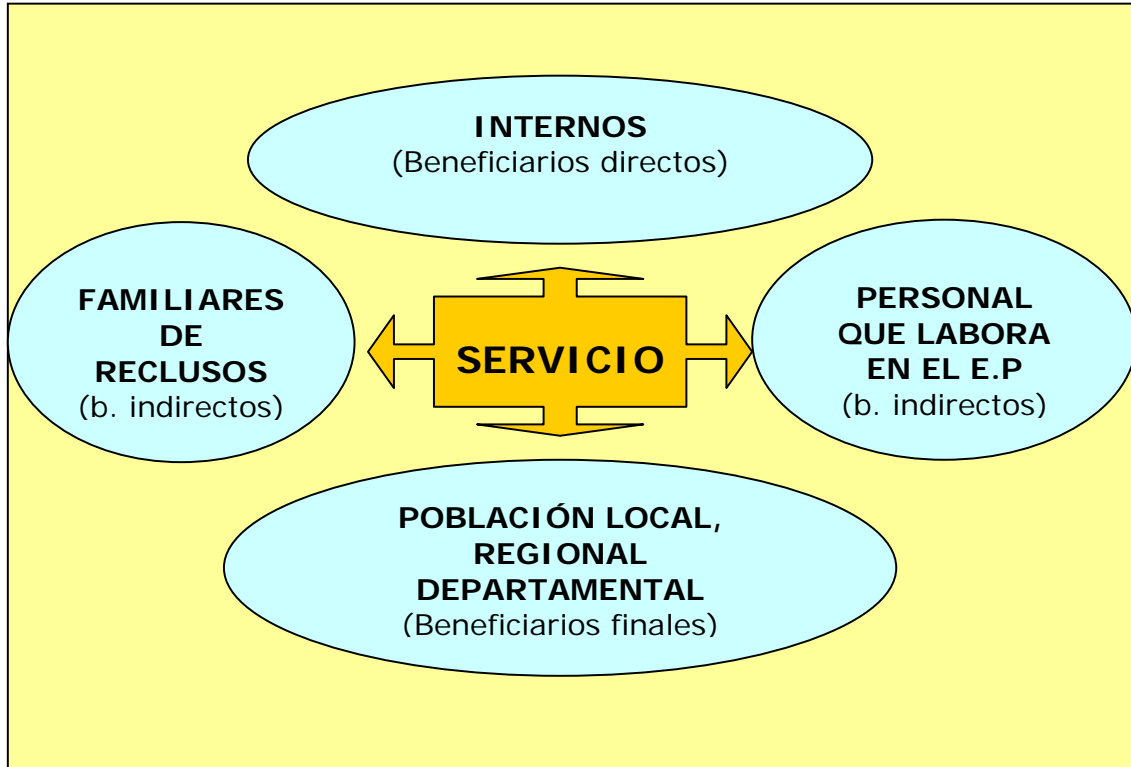 INTERNOS
(Beneficiarios directos)
FAMILIARES
DE
RECLUSOS
(b. indirectos)
SERVICIO
PERSONAL
QUE LABORA
EN EL E.P
(b. indirectos)
POBLACIÓN LOCAL,
REGIONAL
DEPARTAMENTAL
(Beneficiarios finales)